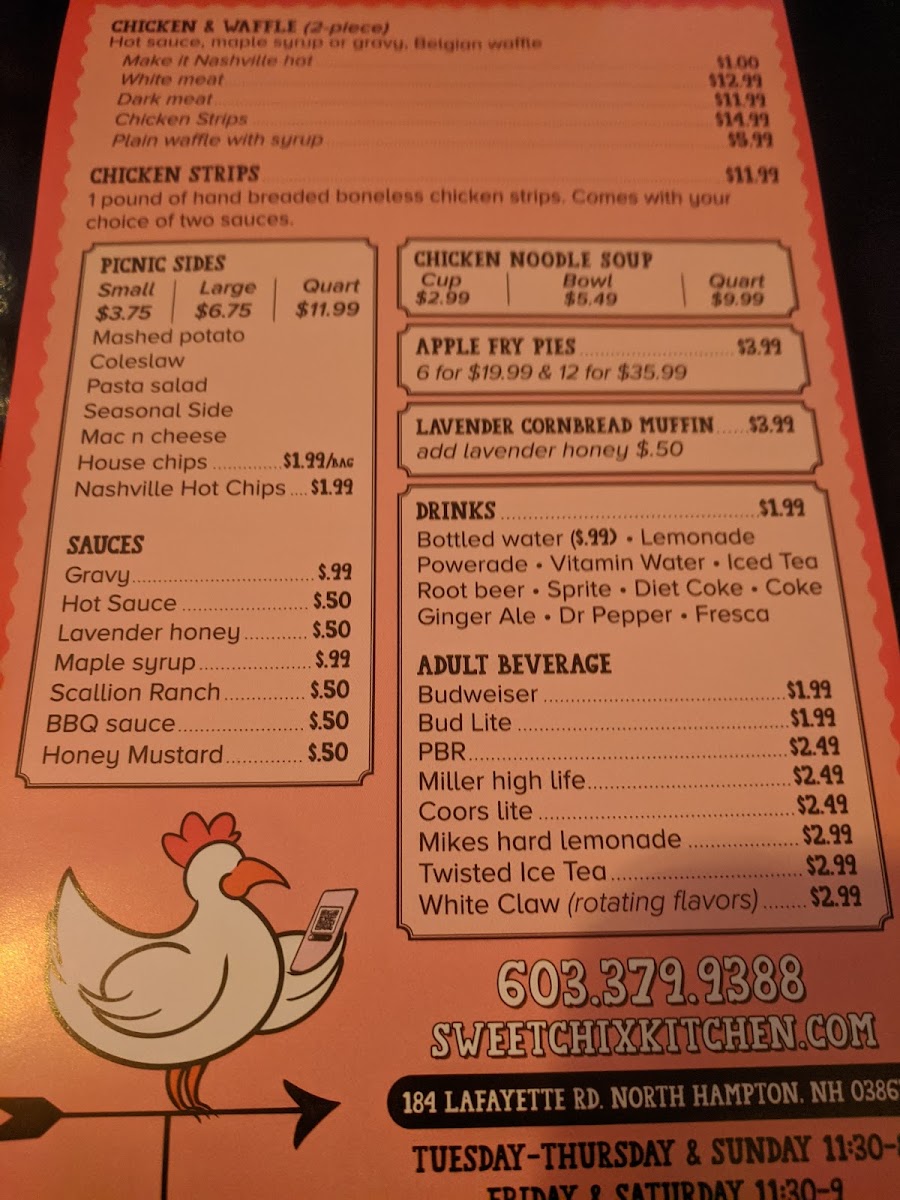 CHICKEN & WAFFLE (2-piece)
Hot sauce, maple syrup or gravy, Belgian waffle
Make it Nashville hot $1.00
White meat $12.99
Dark meat $11.99
Chicken Strips $14.99
Plain waffle with syrup $5.99
CHICKEN STRIPS $11.99
1 pound of hand breaded boneless chicken strips. Comes with your
choice of two sauces.
PICNIC SIDES
Small Large Quart
$3.75 $6.75 $11.99
Mashed potato
Coleslaw
Pasta salad
Seasonal Side
Mac n cheese
House chips $1.99/BAG
Nashville Hot Chips $1.99
SAUCES
Gravy $.99
Hot Sauce $.50
Lavender honey $.50
Maple syrup $.99
Scallion Ranch $.50
BBQ sauce $.50
Honey Mustard $.50
CHICKEN NOODLE SOUP
Cup Bowl Quart
$2.99 $5.49 $9.99
APPLE FRY PIES $3.99
6 for $19.99 & 12 for $35.99
LAVENDER CORNBREAD MUFFIN $3.99
add lavender honey $.50
DRINKS $1.99
Bottled water ($.99) • Lemonade
Powerade • Vitamin Water • Iced Tea
Root beer • Sprite • Diet Coke • Coke
Ginger Ale • Dr Pepper • Fresca
ADULT BEVERAGE
Budweiser $1.99
Bud Lite $1.99
PBR $2.49
Miller high life $2.49
Coors lite $2.49
Mikes hard lemonade $2.99
Twisted Ice Tea $2.99
White Claw (rotating flavors) $2.99
603.379.9388
SWEETCHIXKITCHEN.COM
184 LAFAYETTE RD. NORTH HAMPTON, NH 0386
TUESDAY-THURSDAY & SUNDAY 11:30-
FRIDAY & SATURDAY 11:30-9